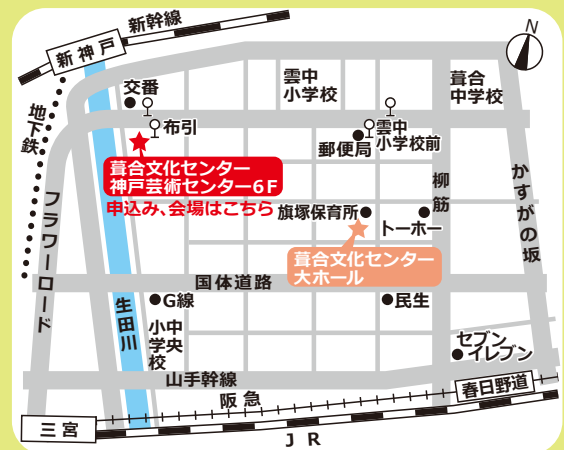 新幹線
新神戸
N
交番
雲中
小学校
葺合
中学校
地下鉄
布引
郵便局
雲中
小学校前
葺合文化センター
神戸芸術センター6F
申込み、会場はこちら
旗塚保育所
トーホー
柳筋
かすがの坂
フラワーロード
葺合文化センター
大ホール
国体道路
生田川
G線
小中
学央
校
民生
セブン
イレブン
山手幹線
阪急
春日野道
三宮
JR